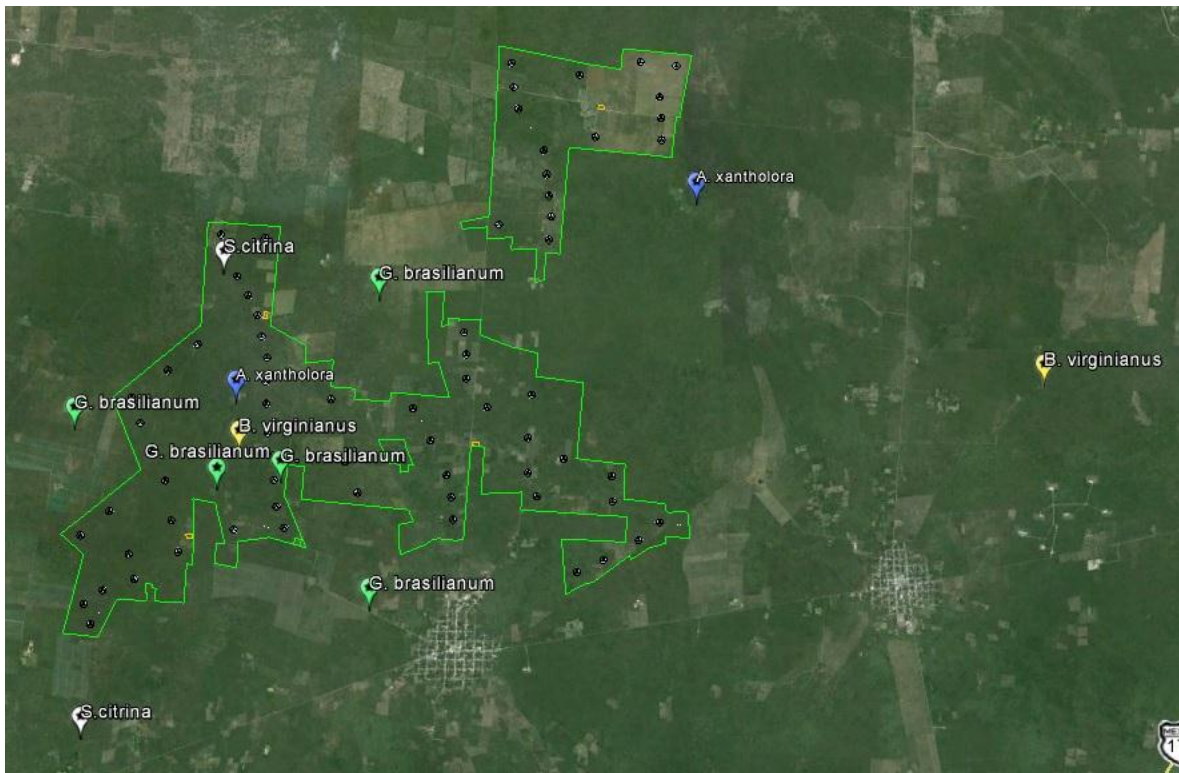 A. xantholora
S.citrina
G. brasilianum
B. virginianus
A. xantholora
G. brasilianum
B. virginianus
G. brasilianum
G. brasilianum
G. brasilianum
S.citrina